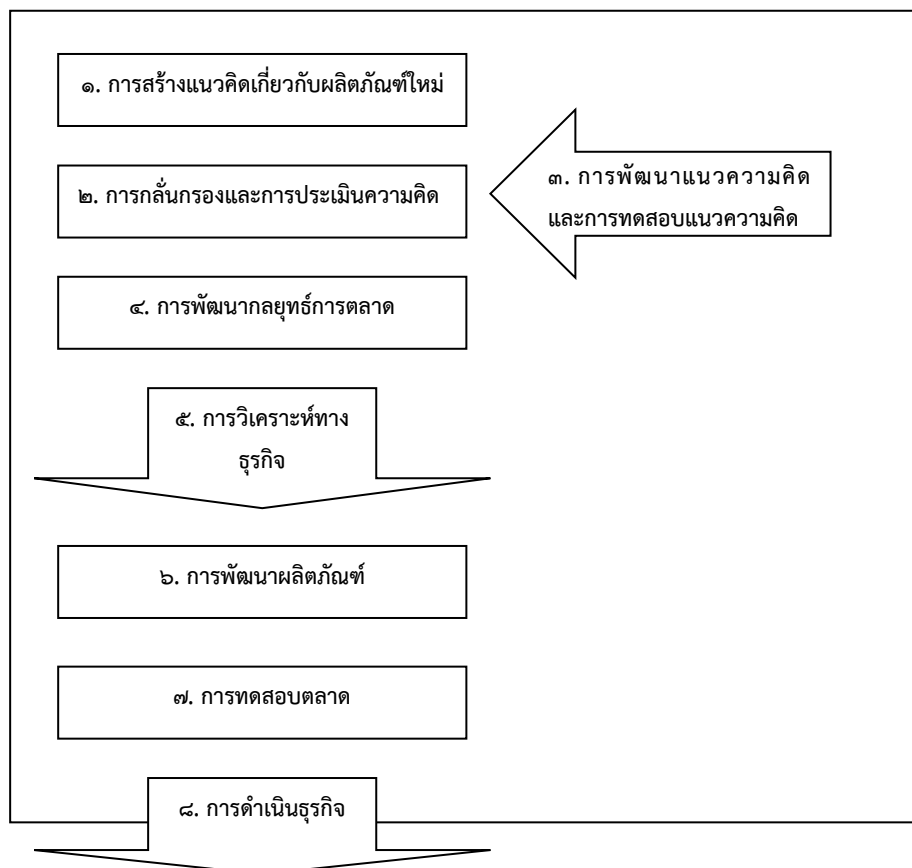 ๑. การสร้างแนวคิดเกี่ยวกับผลิตภัณฑ์ใหม่
๒. การกลั่นกรองและการประเมินความคิด
๓. การพัฒนาแนวความคิด
และการทดสอบแนวความคิด
๔. การพัฒนากลยุทธ์การตลาด
๕. การวิเคราะห์ทาง
ธุรกิจ
๖. การพัฒนาผลิตภัณฑ์
๗. การทดสอบตลาด
๘. การดำเนินธุรกิจ